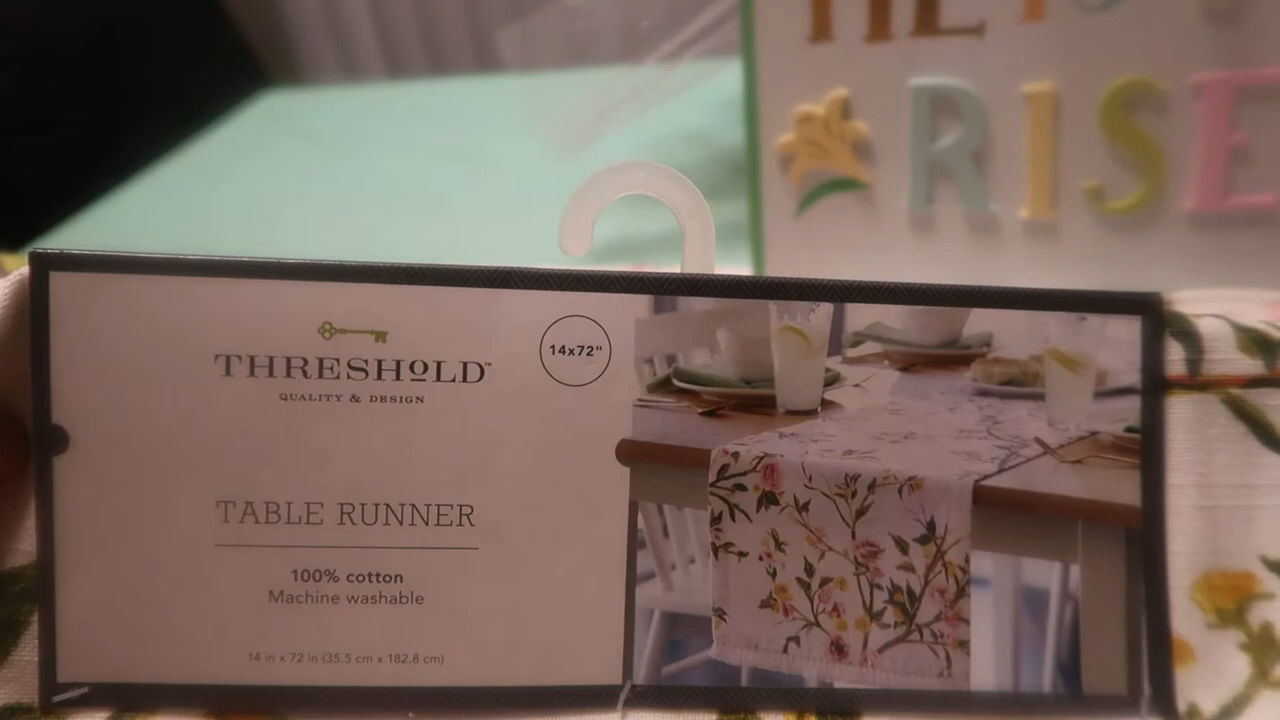 RISE
THRESHOLD™
QUALITY & DESIGN
14x72"
TABLE RUNNER
100% cotton
Machine washable
14 in x 72 in (35.5 cm x 182.8 cm)